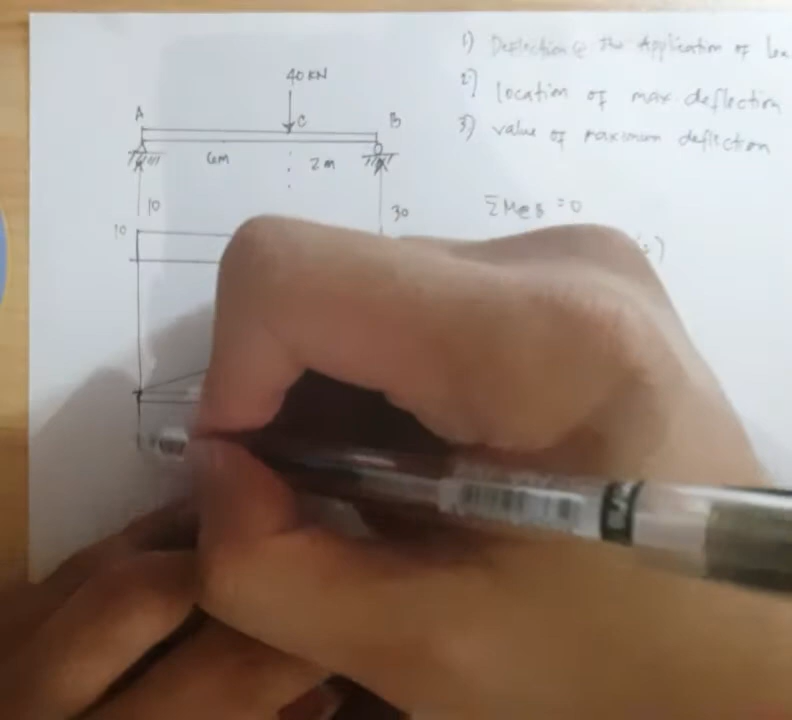 1) Deflection @ the Application of
2) location of max deflection
3) value of maximum deflection
40 KN
A
C
B
6m
2m
10
30
10
ΣM@B = 0